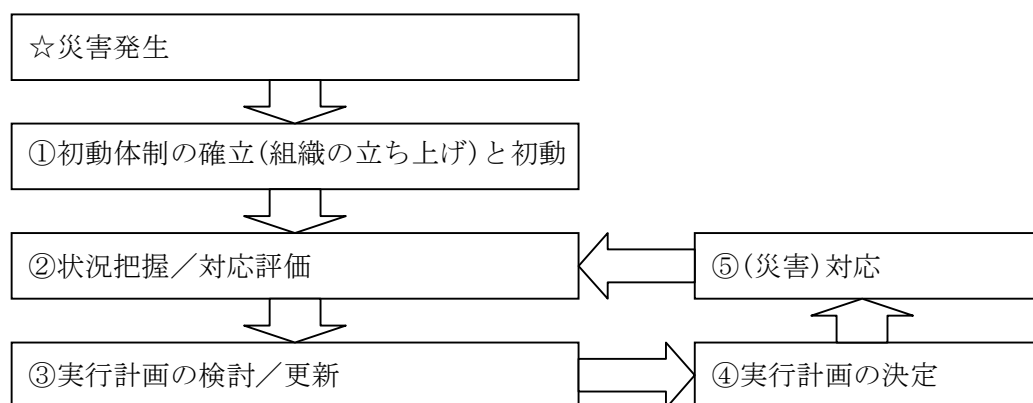 ☆災害発生
①初動体制の確立(組織の立ち上げ)と初動
②状況把握／対応評価
⑤(災害)対応
③実行計画の検討／更新
④実行計画の決定